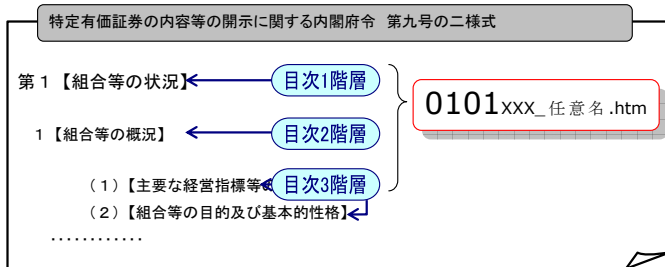 特定有価証券の内容等の開示に関する内閣府令 第九号の二様式
第1【組合等の状況】
目次1階層
0101XXX_任意名.htm
1【組合等の概況】
目次2階層
(1)【主要な経営指標等の
目次3階層
(2)【組合等の目的及び基本的性格】
............